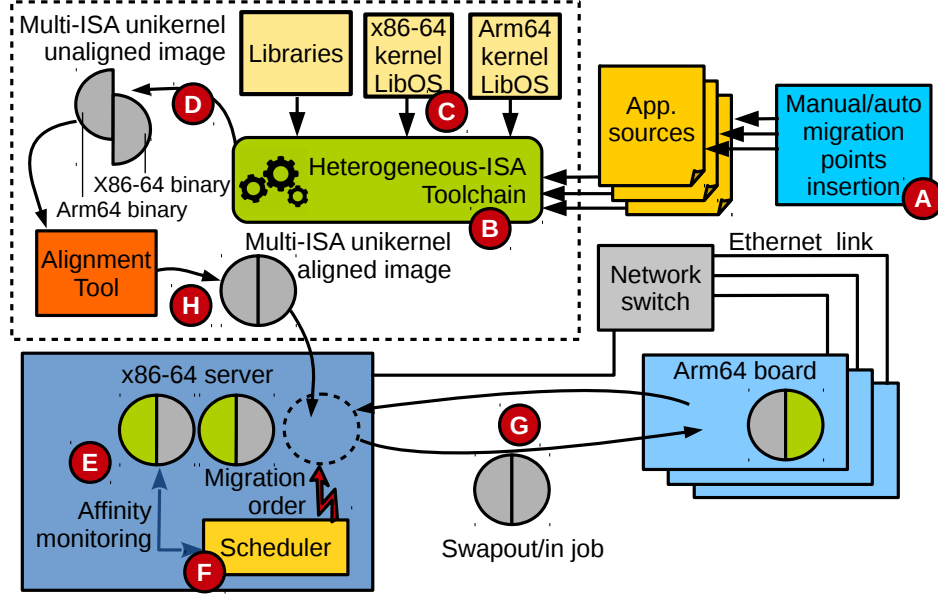 Multi-ISA unikernel
unaligned image
Libraries
x86-64
kernel
LibOS
Arm64
kernel
LibOS
C
D
App.
sources
Manual/auto
migration
points
insertion
A
Heterogeneous-ISA
Toolchain
B
X86-64 binary
Arm64 binary
Alignment
Tool
H
Multi-ISA unikernel
aligned image
Ethernet link
Network
switch
x86-64 server
Arm64 board
E
G
Migration
order
Affinity
monitoring
Scheduler
F
Swapout/in job